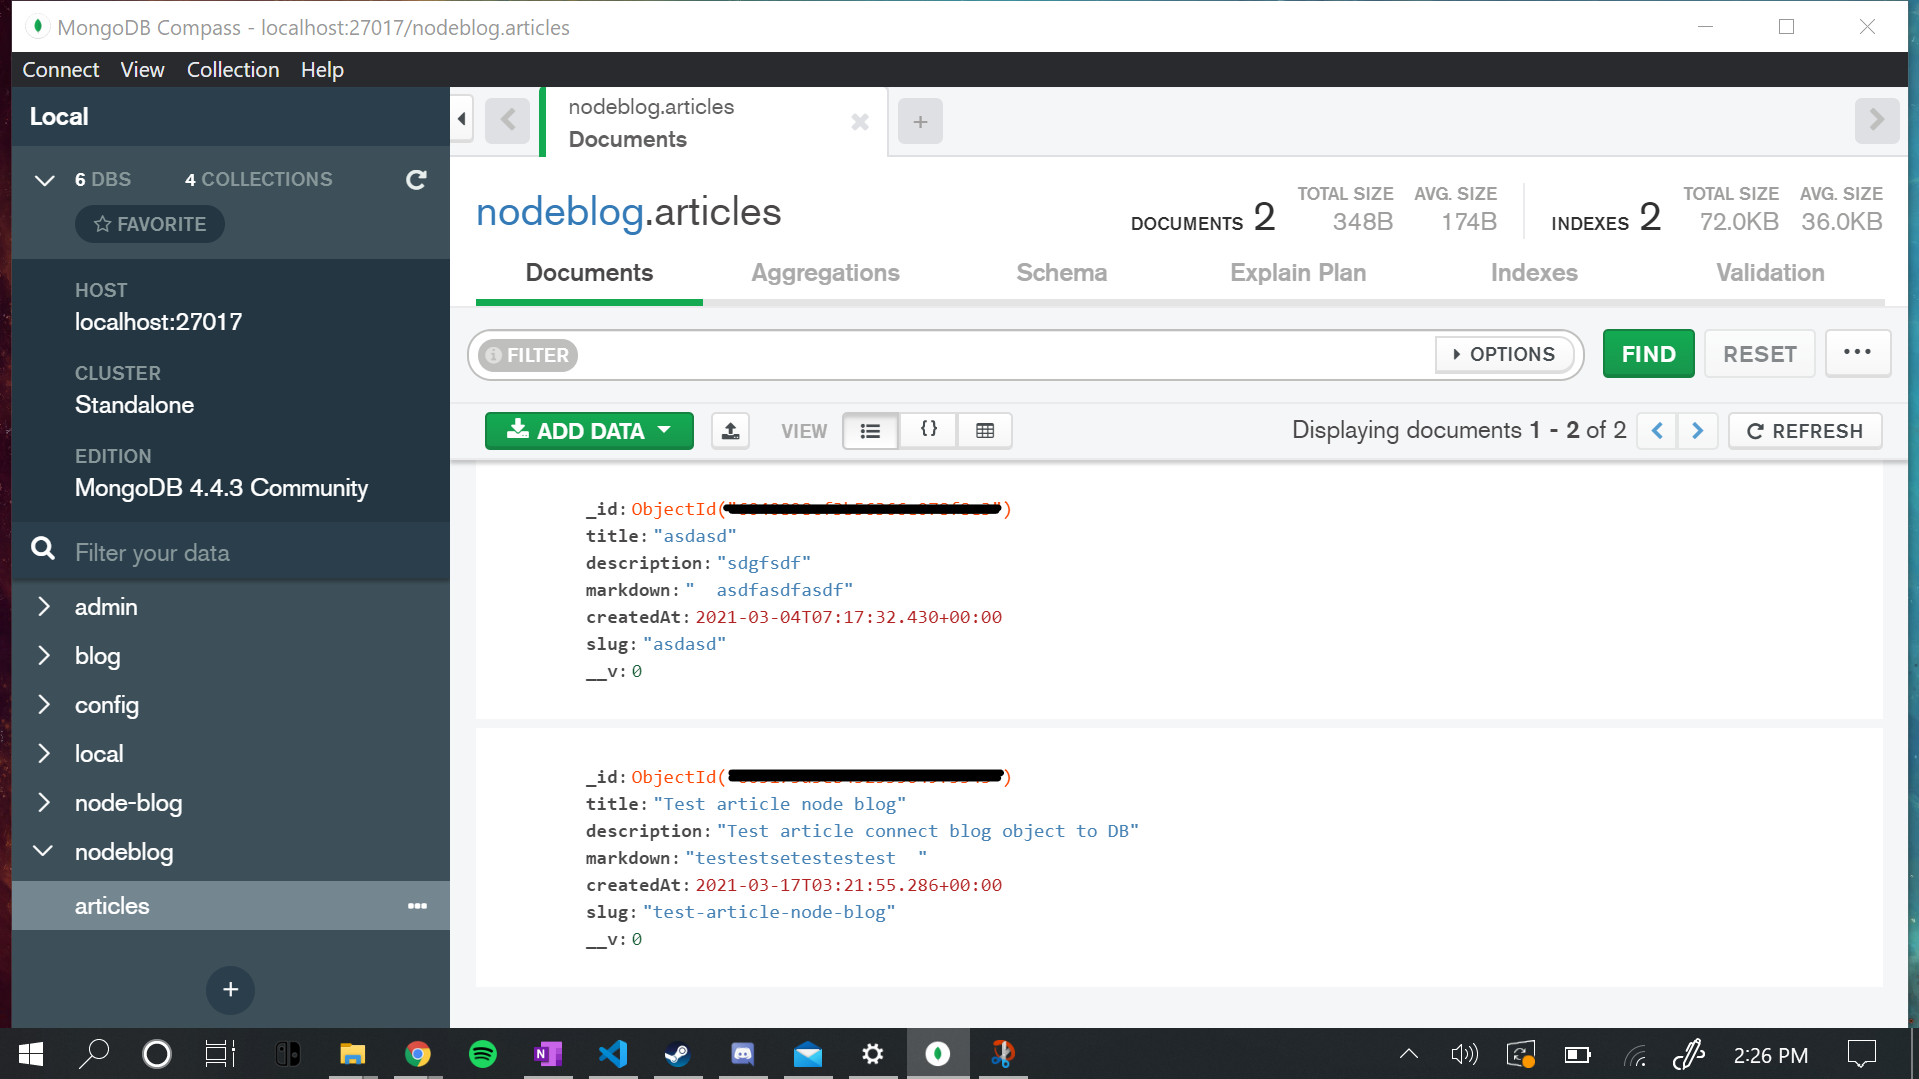 MongoDB Compass - localhost:27017/nodeblog.articles
Connect View Collection Help
Local
6 DBS 4 COLLECTIONS
FAVORITE
HOST
localhost:27017
CLUSTER
Standalone
EDITION
MongoDB 4.4.3 Community
Filter your data
admin
blog
config
local
node-blog
nodeblog
articles
nodeblog.articles
Documents
nodeblog.articles
DOCUMENTS 2 TOTAL SIZE 348B AVG. SIZE 174B INDEXES 2 TOTAL SIZE 72.0KB AVG. SIZE 36.0KB
Documents Aggregations Schema Explain Plan Indexes Validation
FILTER OPTIONS FIND RESET
ADD DATA VIEW {} Displaying documents 1 - 2 of 2 REFRESH
_id: ObjectId(")
title: "asdasd"
description: "sdgfsdf"
markdown: "  asdfasdfasdf"
createdAt: 2021-03-04T07:17:32.430+00:00
slug: "asdasd"
__v: 0
_id: ObjectId()
title: "Test article node blog"
description: "Test article connect blog object to DB"
markdown: "testestsetestestest  "
createdAt: 2021-03-17T03:21:55.286+00:00
slug: "test-article-node-blog"
__v: 0
2:26 PM